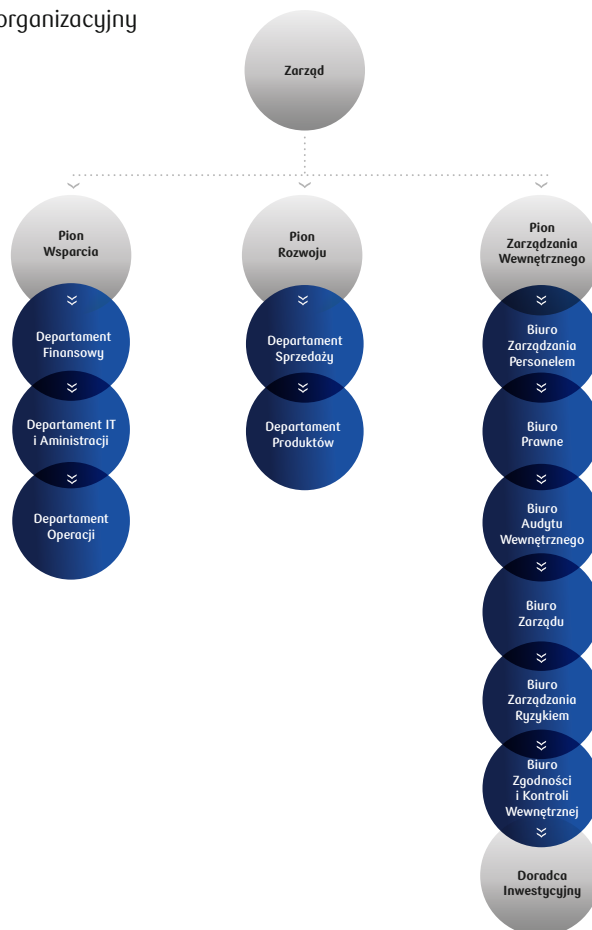 organizacyjny
Zarząd
Pion
Wsparcia
Departament
Finansowy
Departament IT
i Aministracji
Departament
Operacji
Pion
Rozwoju
Departament
Sprzedaży
Departament
Produktów
Pion
Zarządzania
Wewnętrznego
Biuro
Zarządzania
Personelem
Biuro
Prawne
Biuro
Audytu
Wewnętrznego
Biuro
Zarządu
Biuro
Zarządzania
Ryzykiem
Biuro
Zgodności
i Kontroli
Wewnętrznej
Doradca
Inwestycyjny